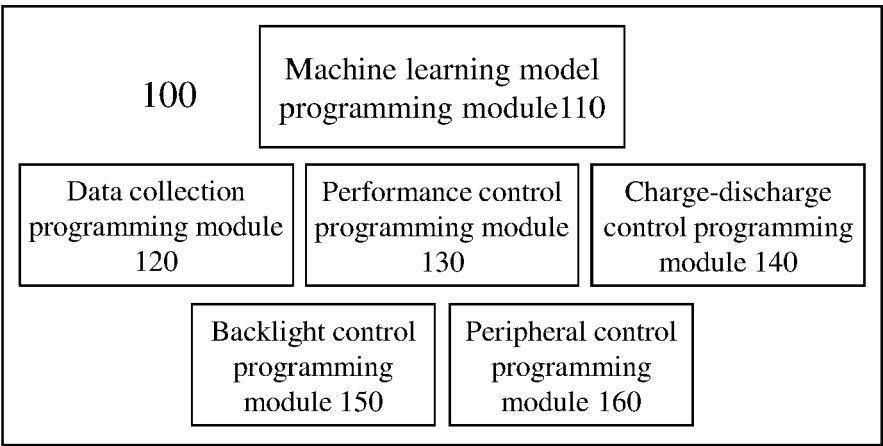 100
Machine learning model
programming module110
Data collection
programming module
120
Performance control
programming module
130
Charge-discharge
control programming
module 140
Backlight control
programming
module 150
Peripheral control
programming
module 160